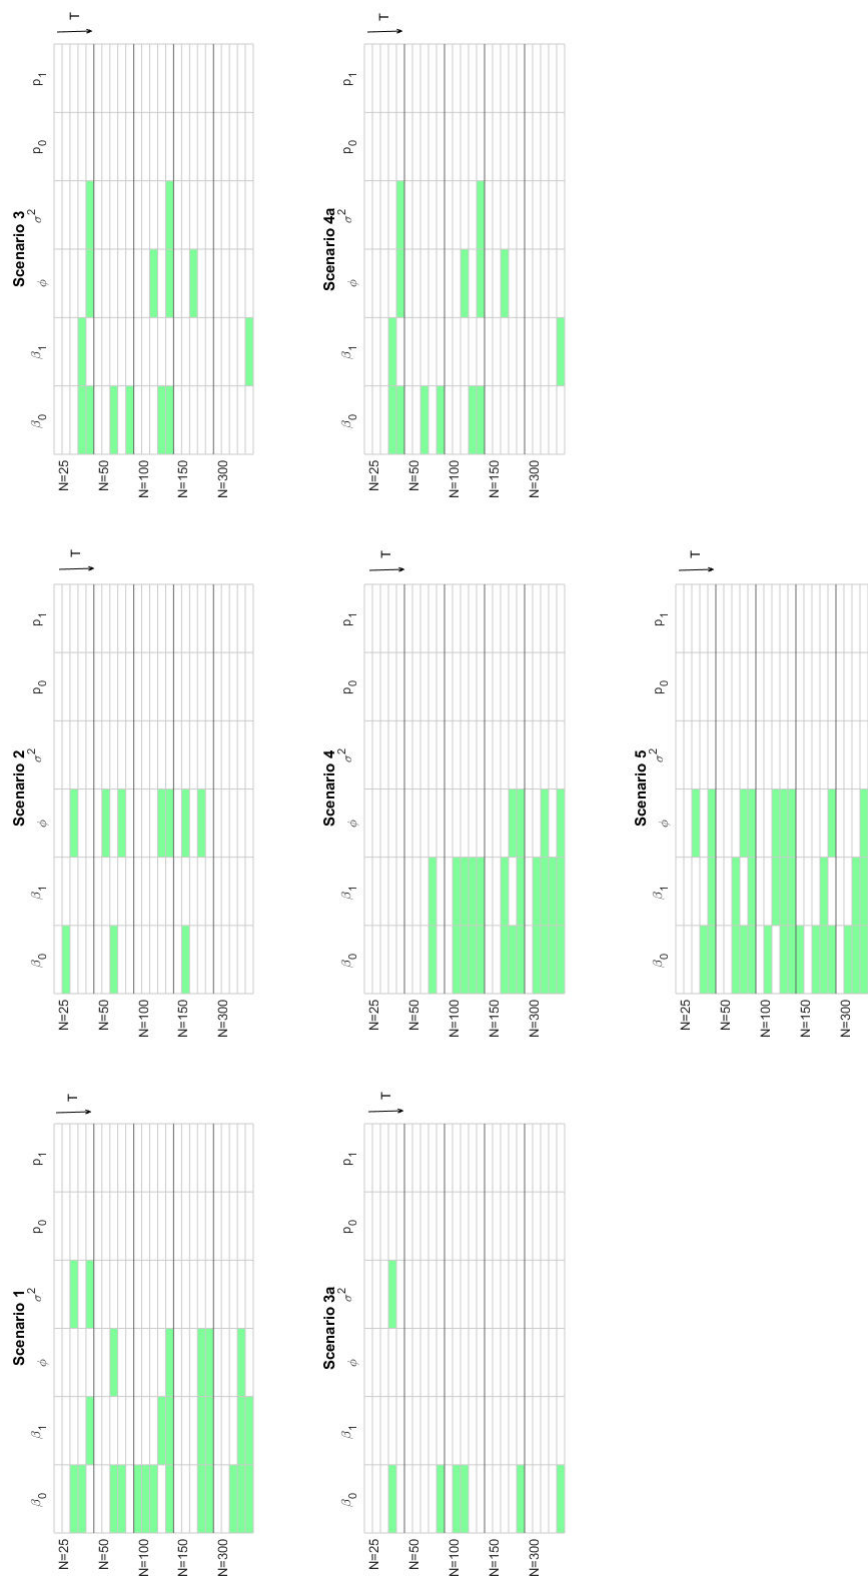 Scenario 1
β0 β1 ϕ σ2 p0 p1
T
N=25
N=50
N=100
N=150
N=300
Scenario 2
β0 β1 ϕ σ2 p0 p1
T
N=25
N=50
N=100
N=150
N=300
Scenario 3
β0 β1 ϕ σ2 p0 p1
T
N=25
N=50
N=100
N=150
N=300
Scenario 3a
β0 β1 ϕ σ2 p0 p1
T
N=25
N=50
N=100
N=150
N=300
Scenario 4
β0 β1 ϕ σ2 p0 p1
T
N=25
N=50
N=100
N=150
N=300
Scenario 4a
β0 β1 ϕ σ2 p0 p1
T
N=25
N=50
N=100
N=150
N=300
Scenario 5
β0 β1 ϕ σ2 p0 p1
T
N=25
N=50
N=100
N=150
N=300